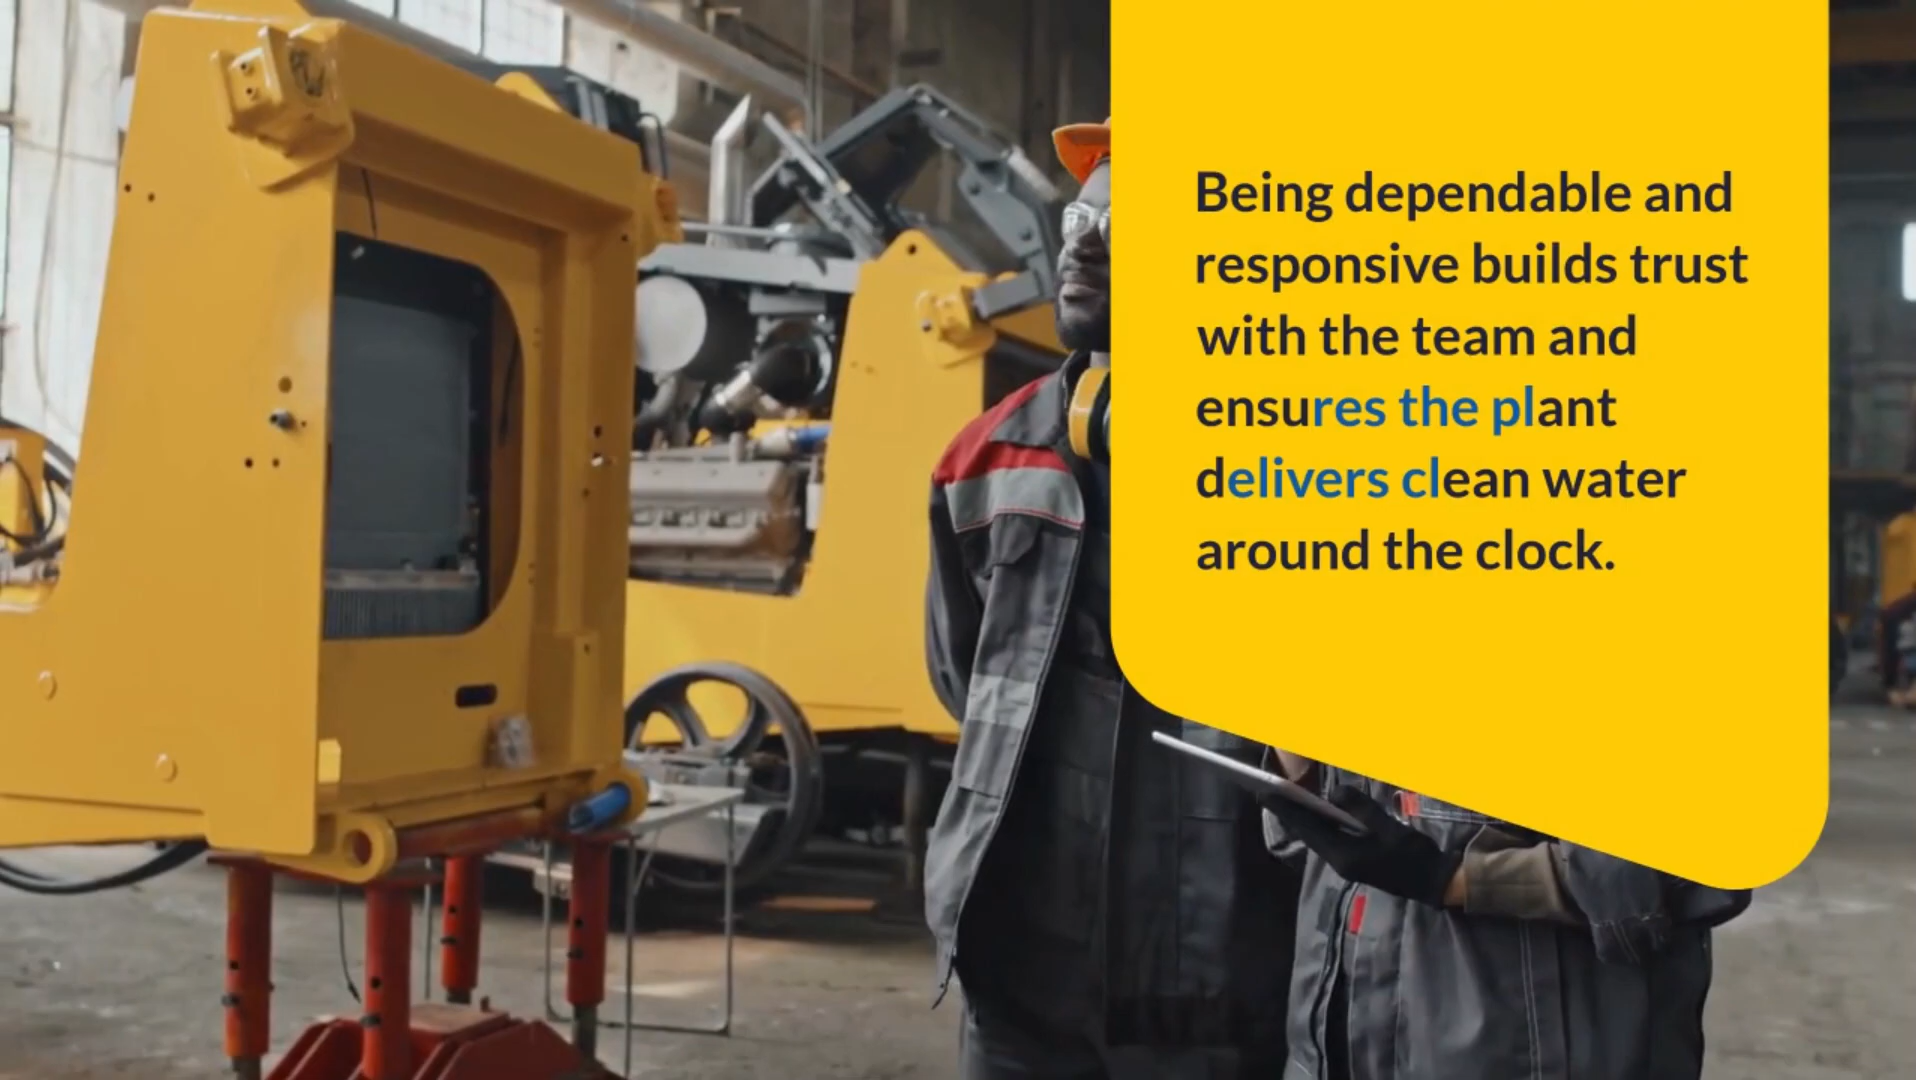 Being dependable and
responsive builds trust
with the team and
ensures the plant
delivers clean water
around the clock.